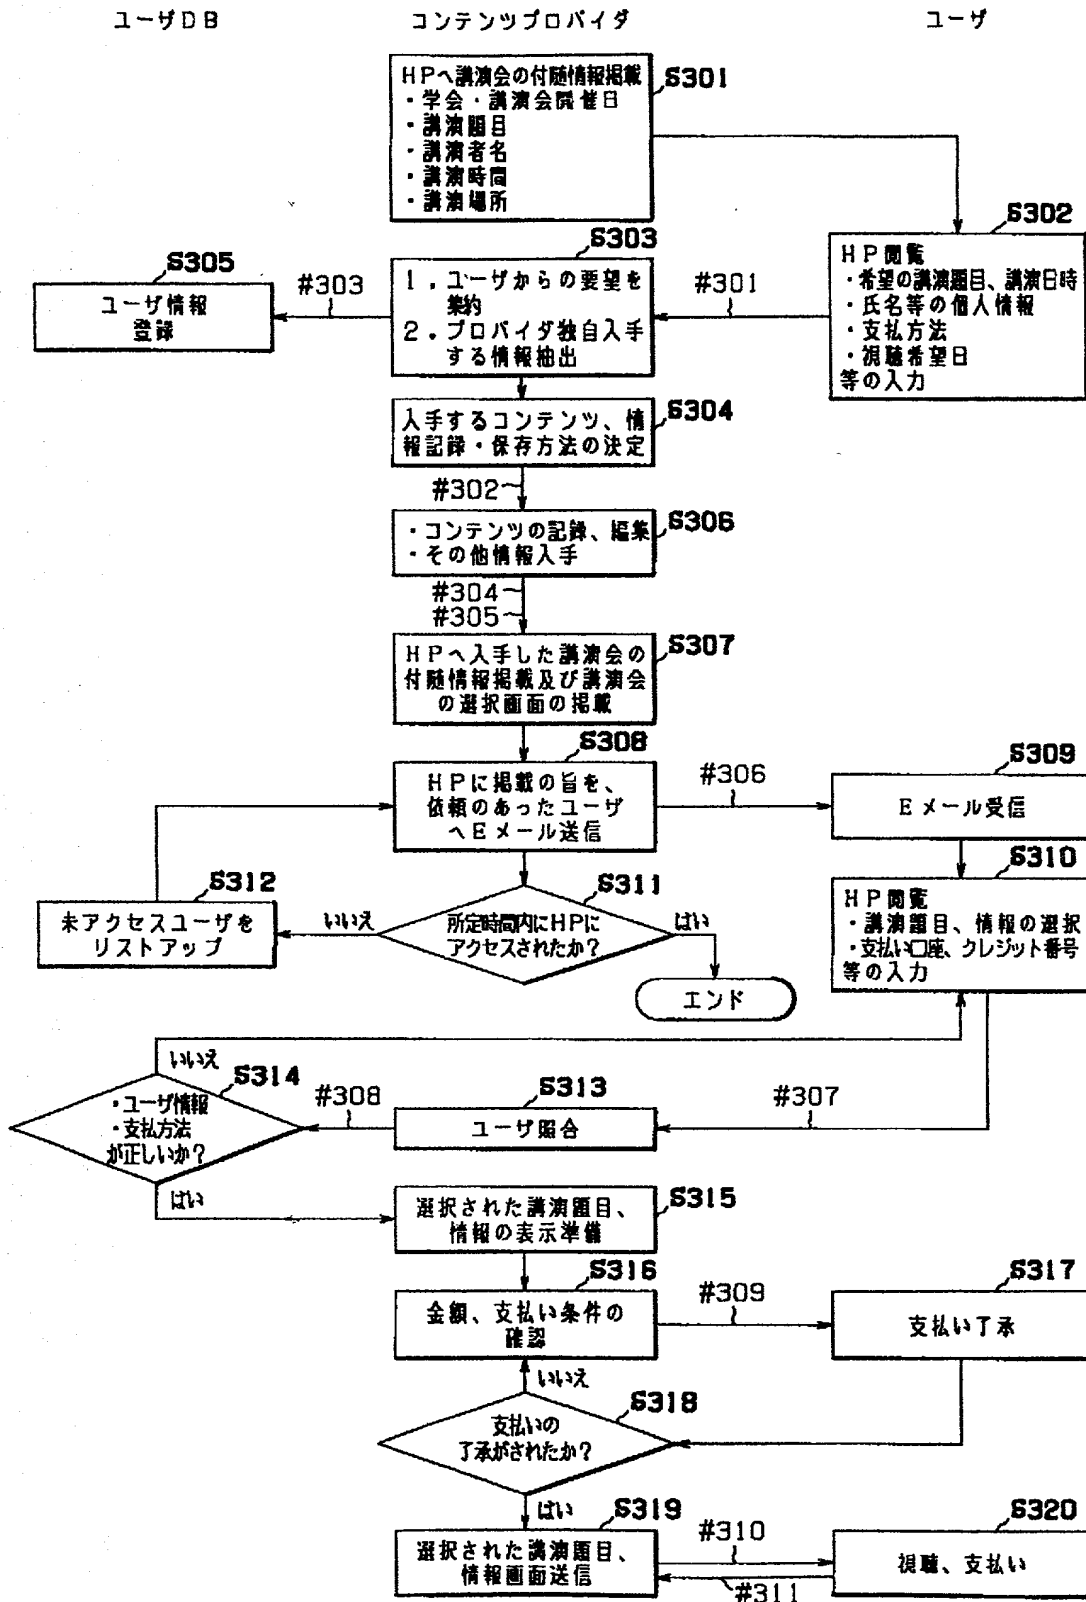 ユーザDB
コンテンツプロバイダ
ユーザ
HPへ講演会の付随情報掲載
・学会・講演会開催日
・講演題目
・講演者名
・講演時間
・講演場所
S301
S302
HP閲覧
・希望の講演題目、講演日時
・氏名等の個人情報
・支払方法
・視聴希望日
等の入力
#301
S303
1．ユーザからの要望を
集約
2．プロバイダ独自入手
する情報抽出
#303
S305
ユーザ情報
登録
S304
入手するコンテンツ、情
報記録・保存方法の決定
#302
S306
・コンテンツの記録、編集
・その他情報入手
#304
#305
S307
HPへ入手した講演会の
付随情報掲載及び講演会
の選択画面の掲載
S308
HPに掲載の旨を、
依頼のあったユーザ
へEメール送信
#306
S309
Eメール受信
S310
HP閲覧
・講演題目、情報の選択
・支払い口座、クレジット番号
等の入力
S311
所定時間内にHPに
アクセスされたか?
いいえ
はい
エンド
S312
未アクセスユーザを
リストアップ
#307
S313
ユーザ照合
#308
S314
・ユーザ情報
・支払方法
が正しいか?
いいえ
はい
S315
選択された講演題目、
情報の表示準備
S316
金額、支払い条件の
確認
#309
S317
支払い了承
いいえ
S318
支払いの
了承がされたか?
はい
S319
選択された講演題目、
情報画面送信
#310
#311
S320
視聴、支払い